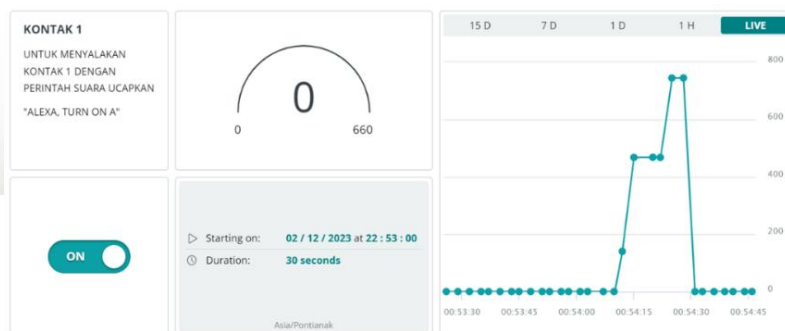 KONTAK 1
UNTUK MENYALAKAN
KONTAK 1 DENGAN
PERINTAH SUARA UCAPKAN
"ALEXA, TURN ON A"
0
0 660
15 D 7 D 1 D 1 H LIVE
800
600
400
200
0
00:53:30 00:53:45 00:54:00 00:54:15 00:54:30 00:54:45
ON
Starting on: 02 / 12 / 2023 at 22 : 53 : 00
Duration: 30 seconds
Asia/Pontianak